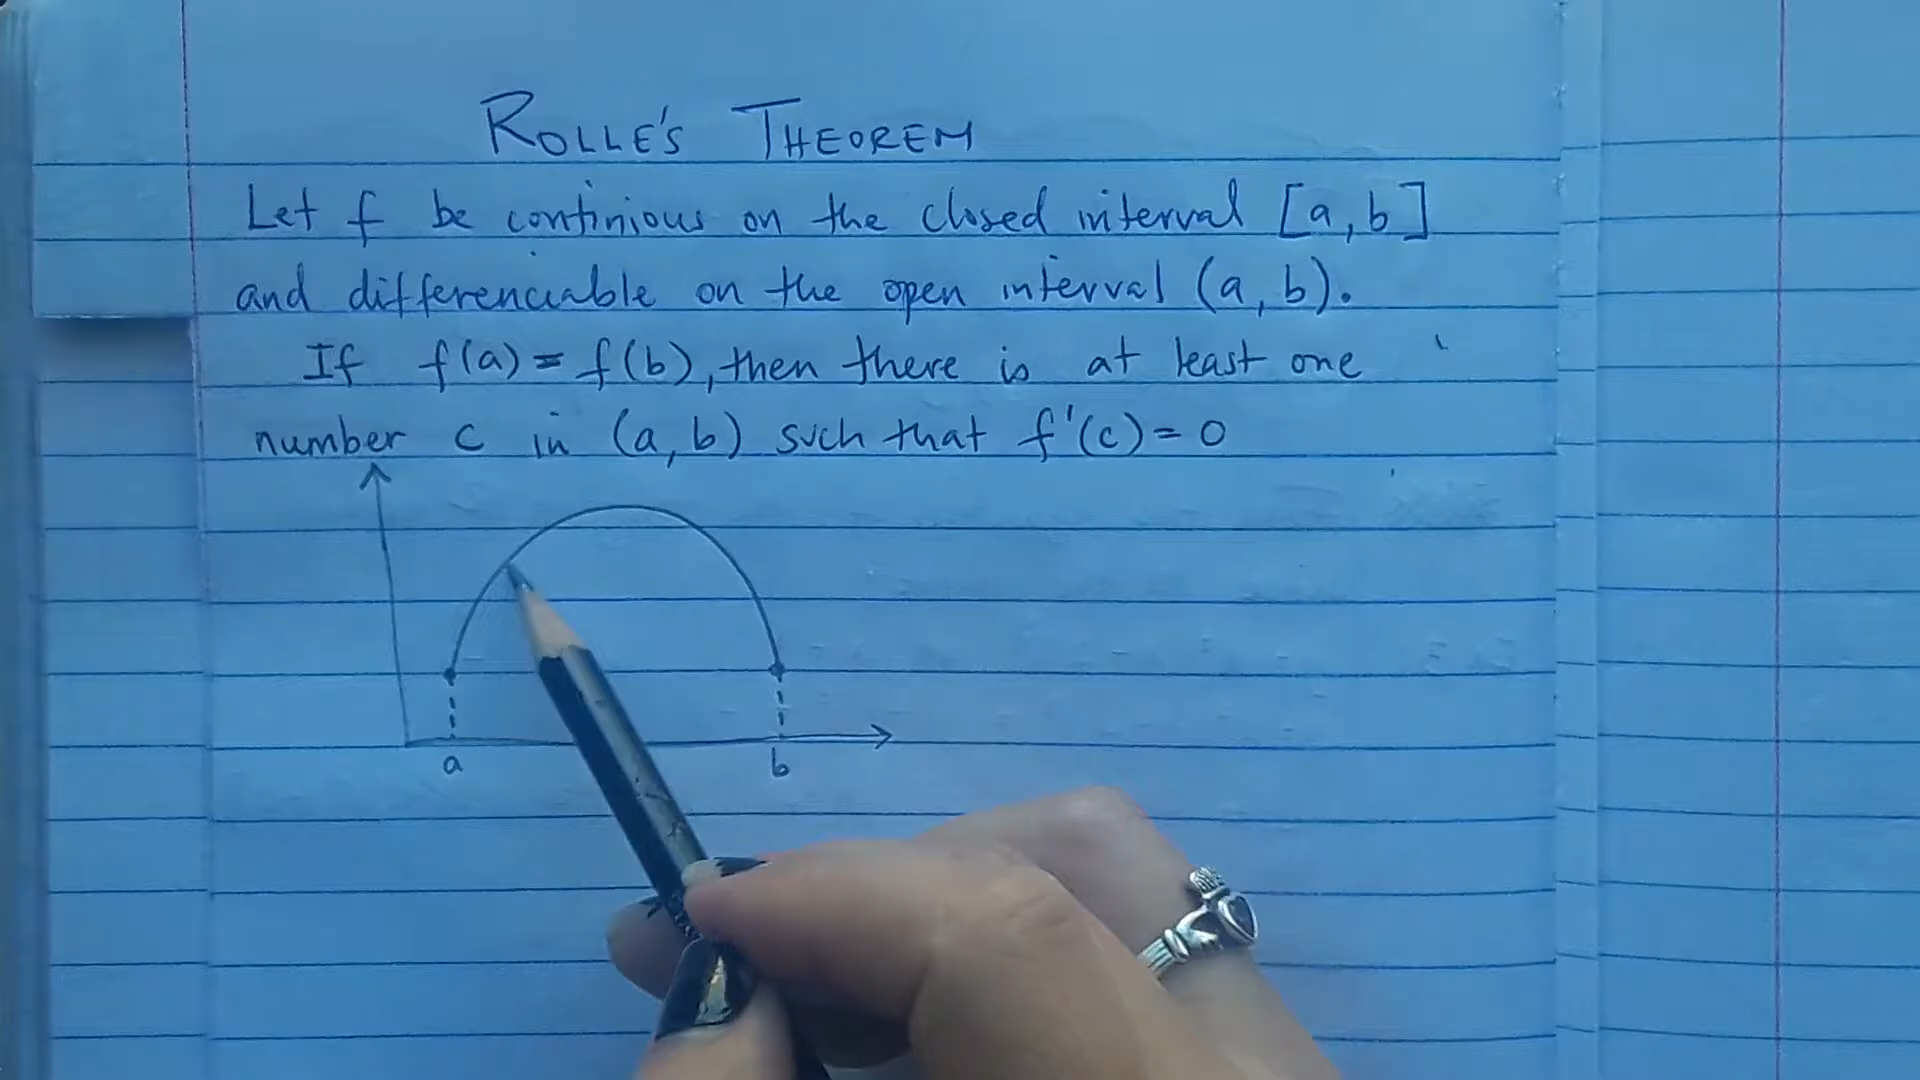 ROLLE'S THEOREM
Let f be continious on the closed interval [a, b]
and differenciable on the open interval (a, b).
If f(a) = f(b), then there is at least one
number c in (a, b) such that f'(c) = 0
a b